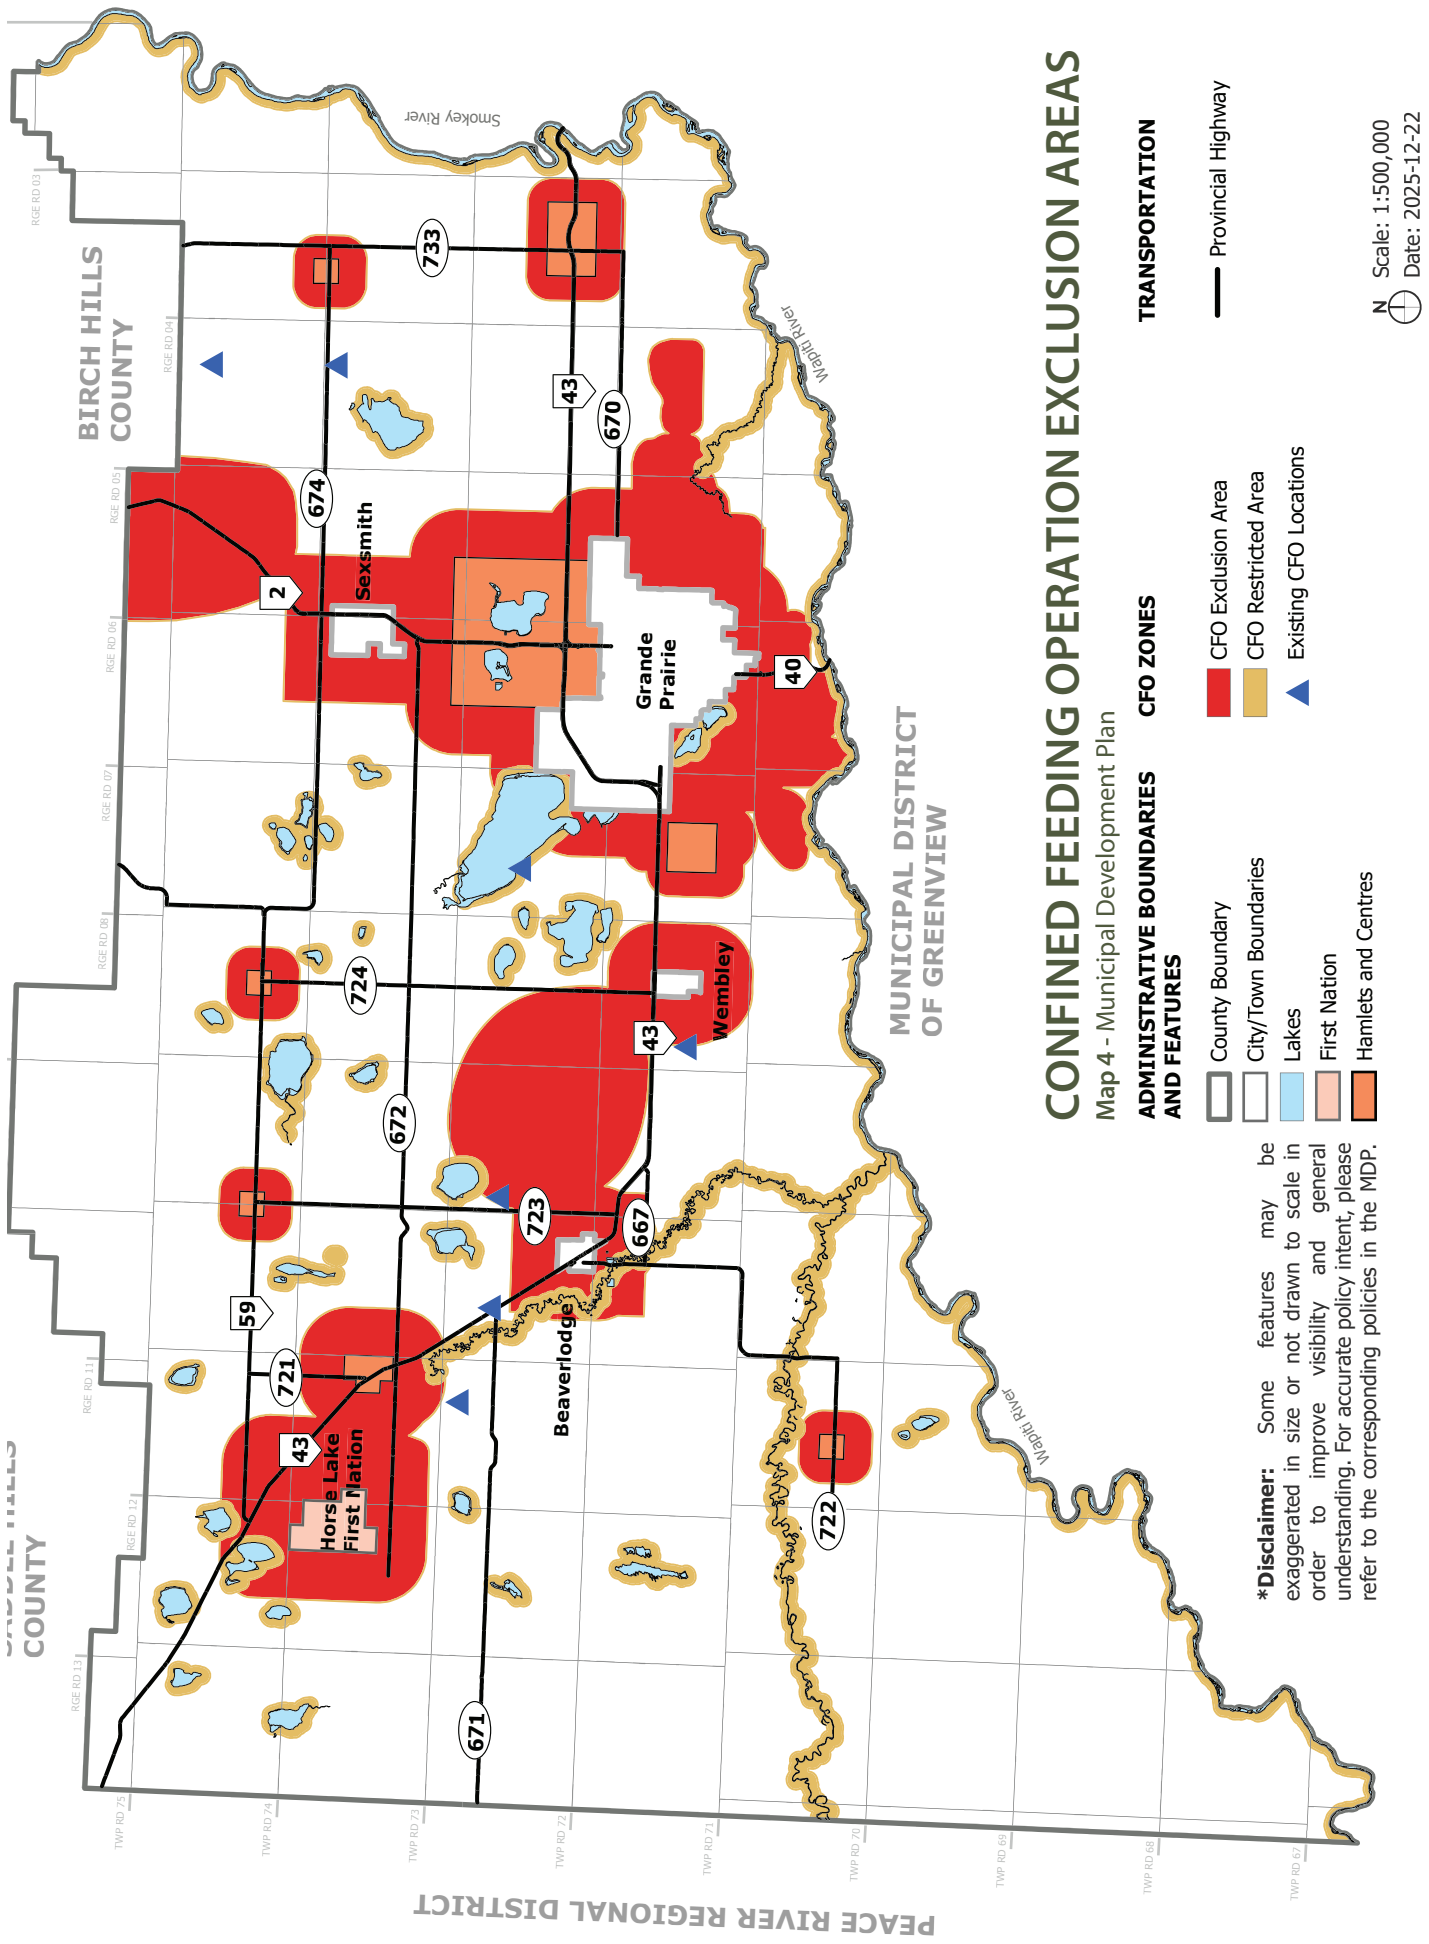 CONFINED FEEDING OPERATION EXCLUSION AREAS
Map 4 - Municipal Development Plan
ADMINISTRATIVE BOUNDARIES
AND FEATURES
County Boundary
City/Town Boundaries
Lakes
First Nation
Hamlets and Centres
CFO ZONES
CFO Exclusion Area
CFO Restricted Area
Existing CFO Locations
TRANSPORTATION
Provincial Highway
*Disclaimer: Some features may be
exaggerated in size or not drawn to scale in
order to improve visibility and general
understanding. For accurate policy intent, please
refer to the corresponding policies in the MDP.
N
Scale: 1:500,000
Date: 2025-12-22
COUNTY
BIRCH HILLS
COUNTY
MUNICIPAL DISTRICT
OF GREENVIEW
PEACE RIVER REGIONAL DISTRICT
Smokey River
Wapiti River
Wapiti River
Sexsmith
Grande
Prairie
Wembley
Beaverlodge
Horse Lake
First Nation
RGE RD 03
RGE RD 04
RGE RD 05
RGE RD 06
RGE RD 07
RGE RD 08
RGE RD 11
RGE RD 12
RGE RD 13
TWP RD 75
TWP RD 74
TWP RD 73
TWP RD 72
TWP RD 71
TWP RD 70
TWP RD 69
TWP RD 68
TWP RD 67
733
674
43
670
2
40
724
672
43
723
667
59
721
43
671
722